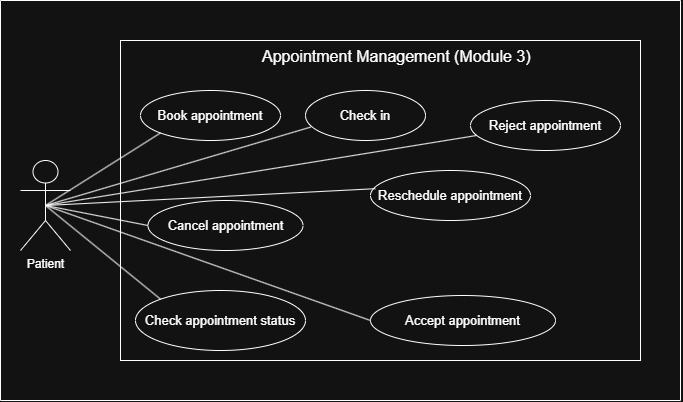 Appointment Management (Module 3)
Book appointment
Check in
Reject appointment
Reschedule appointment
Cancel appointment
Patient
Check appointment status
Accept appointment